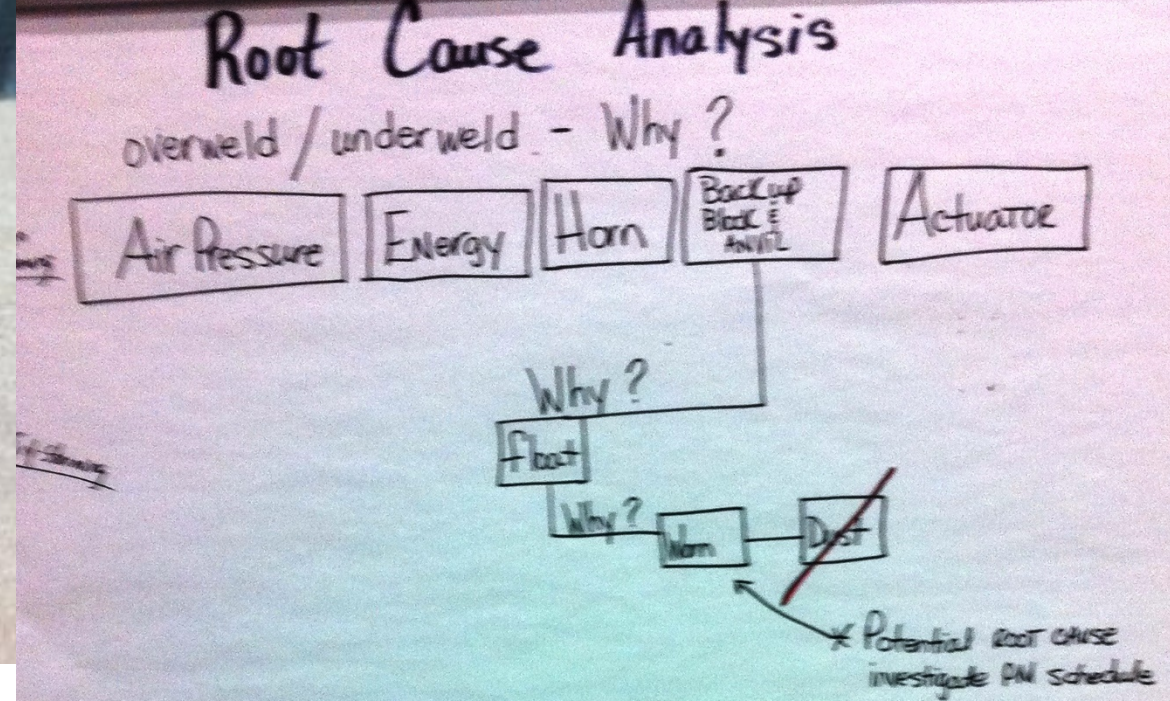 Root Cause Analysis
overweld / underweld - Why?
Air Pressure
Energy
Horn
Backup
Block &
Anvil
Actuator
Why?
float
Why?
Worn
Dust
* Potential ROOT CAUSE
investigate PM schedule